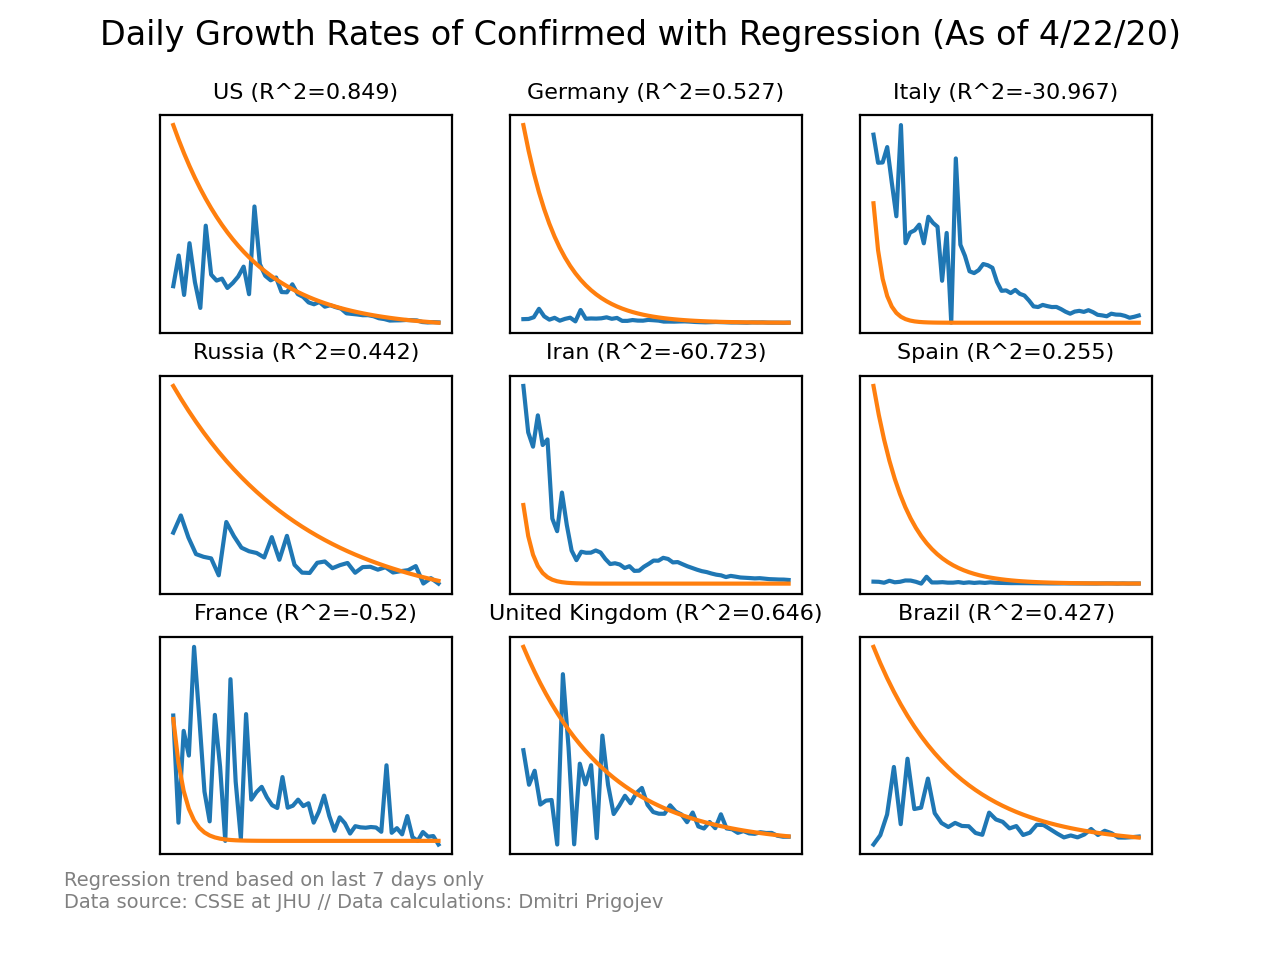 Daily Growth Rates of Confirmed with Regression (As of 4/22/20)
US (R^2=0.849)
Germany (R^2=0.527)
Italy (R^2=-30.967)
Russia (R^2=0.442)
Iran (R^2=-60.723)
Spain (R^2=0.255)
France (R^2=-0.52)
United Kingdom (R^2=0.646)
Brazil (R^2=0.427)
Regression trend based on last 7 days only
Data source: CSSE at JHU // Data calculations: Dmitri Prigojev